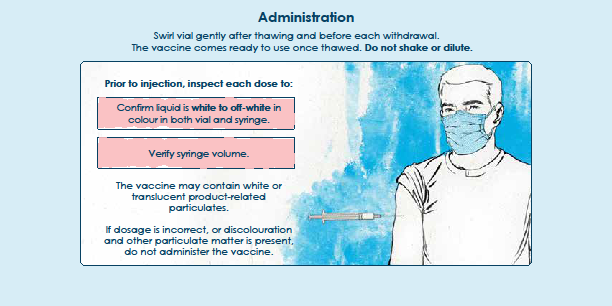 Administration
Swirl vial gently after thawing and before each withdrawal.
The vaccine comes ready to use once thawed. Do not shake or dilute.
Prior to injection, inspect each dose to:
Confirm liquid is white to off-white in
colour in both vial and syringe.
Verify syringe volume.
The vaccine may contain white or
translucent product-related
particulates.
If dosage is incorrect, or discolouration
and other particulate matter is present,
do not administer the vaccine.